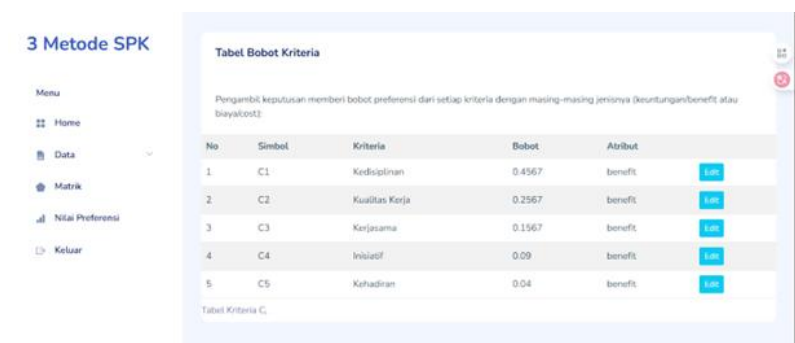 3 Metode SPK
Menu
Home
Data
Matrik
Nilai Preferensi
Keluar
Tabel Bobot Kriteria
Pengambil keputusan memberi bobot preferensi dari setiap kriteria dengan masing-masing jenisnya (keuntungan/benefit atau
biaya/cost):
No Simbol Kriteria Bobot Atribut
1 C1 Kedisiplinan 0.4567 benefit Edit
2 C2 Kualitas Kerja 0.2567 benefit Edit
3 C3 Kerjasama 0.1567 benefit Edit
4 C4 Inisiatif 0.09 benefit Edit
5 C5 Kehadiran 0.04 benefit Edit
Tabel Kriteria C